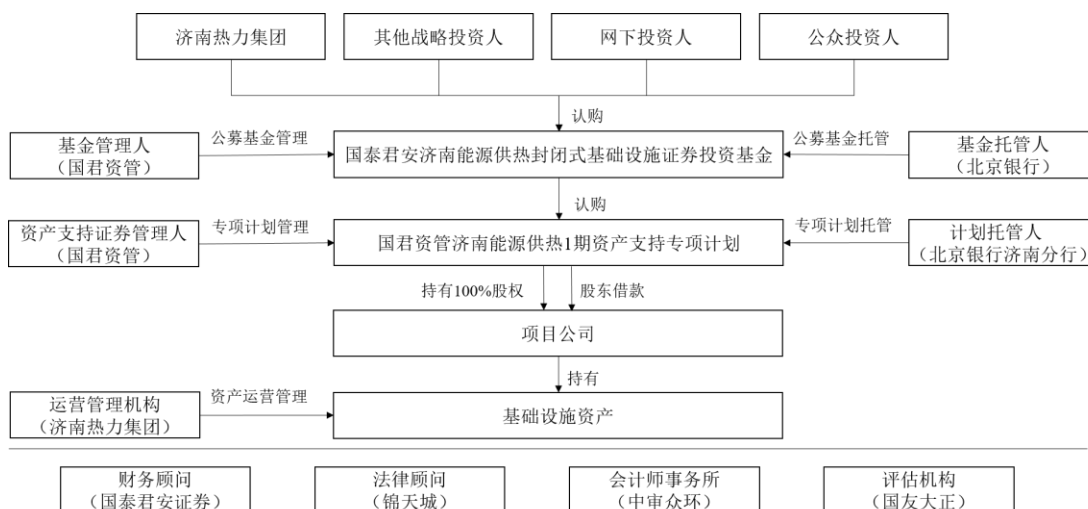 济南热力集团
其他战略投资人
网下投资人
公众投资人
认购
基金管理人
（国君资管）
公募基金管理
国泰君安济南能源供热封闭式基础设施证券投资基金
公募基金托管
基金托管人
（北京银行）
认购
资产支持证券管理人
（国君资管）
专项计划管理
国君资管济南能源供热1期资产支持专项计划
专项计划托管
计划托管人
（北京银行济南分行）
持有100%股权
股东借款
项目公司
持有
运营管理机构
（济南热力集团）
资产运营管理
基础设施资产
财务顾问
（国泰君安证券）
法律顾问
（锦天城）
会计师事务所
（中审众环）
评估机构
（国友大正）